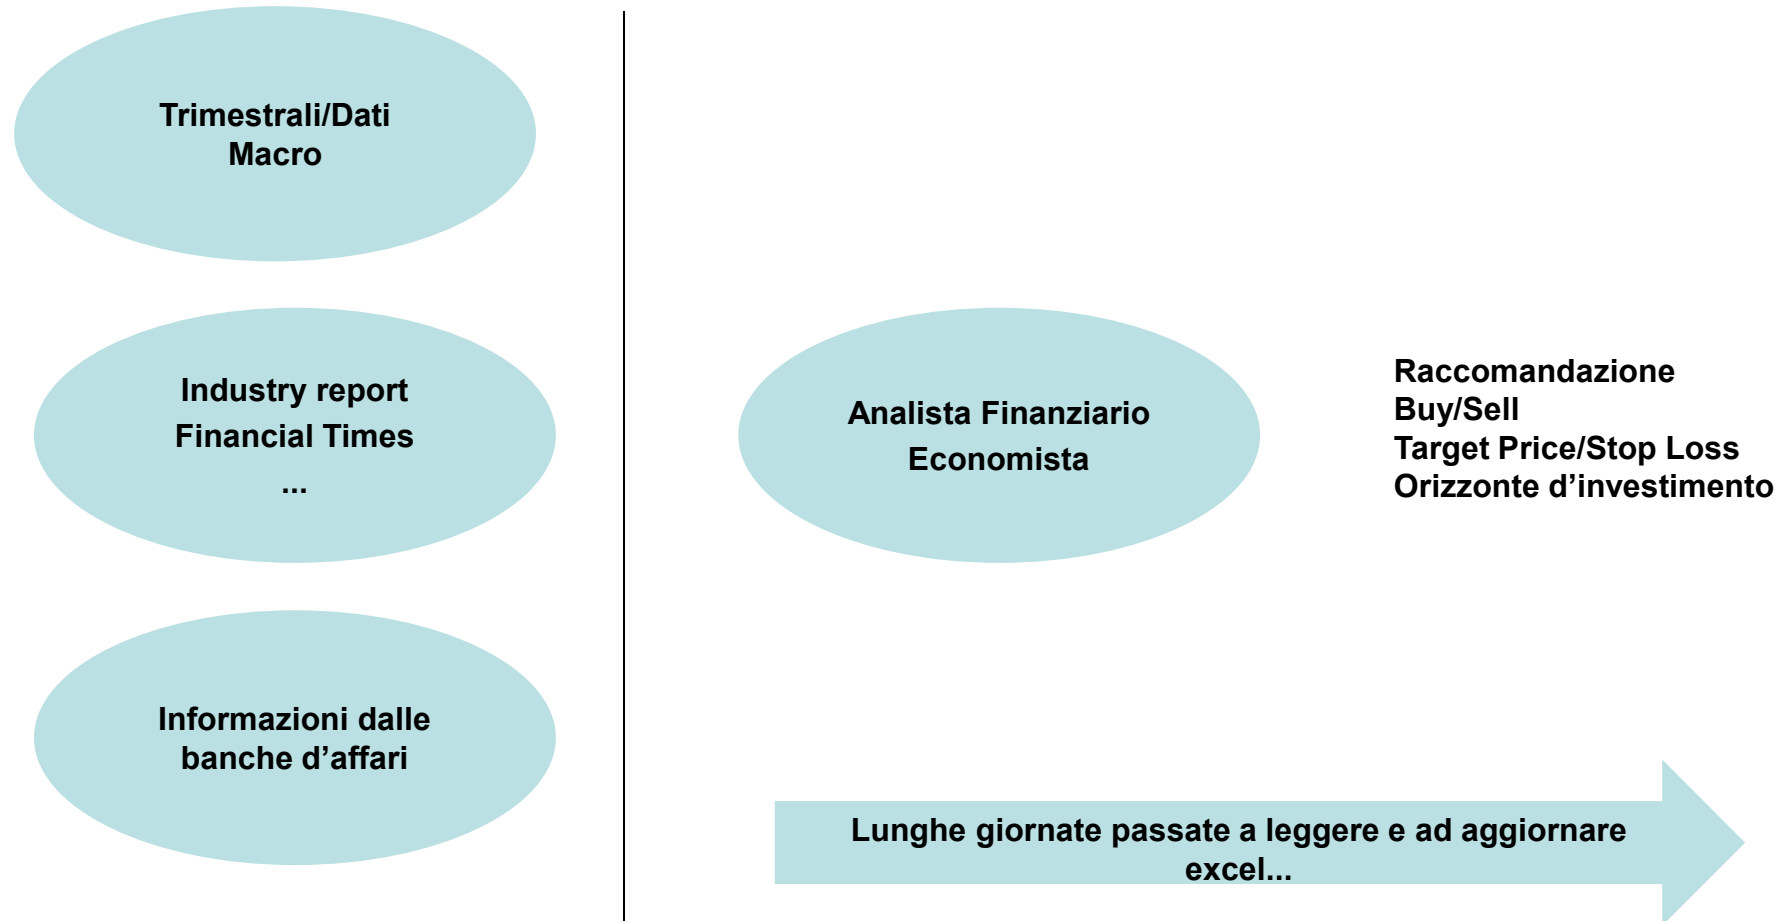 Trimestrali/Dati
Macro
Industry report
Financial Times
...
Informazioni dalle
banche d’affari
Analista Finanziario
Economista
Raccomandazione
Buy/Sell
Target Price/Stop Loss
Orizzonte d’investimento
Lunghe giornate passate a leggere e ad aggiornare
excel...